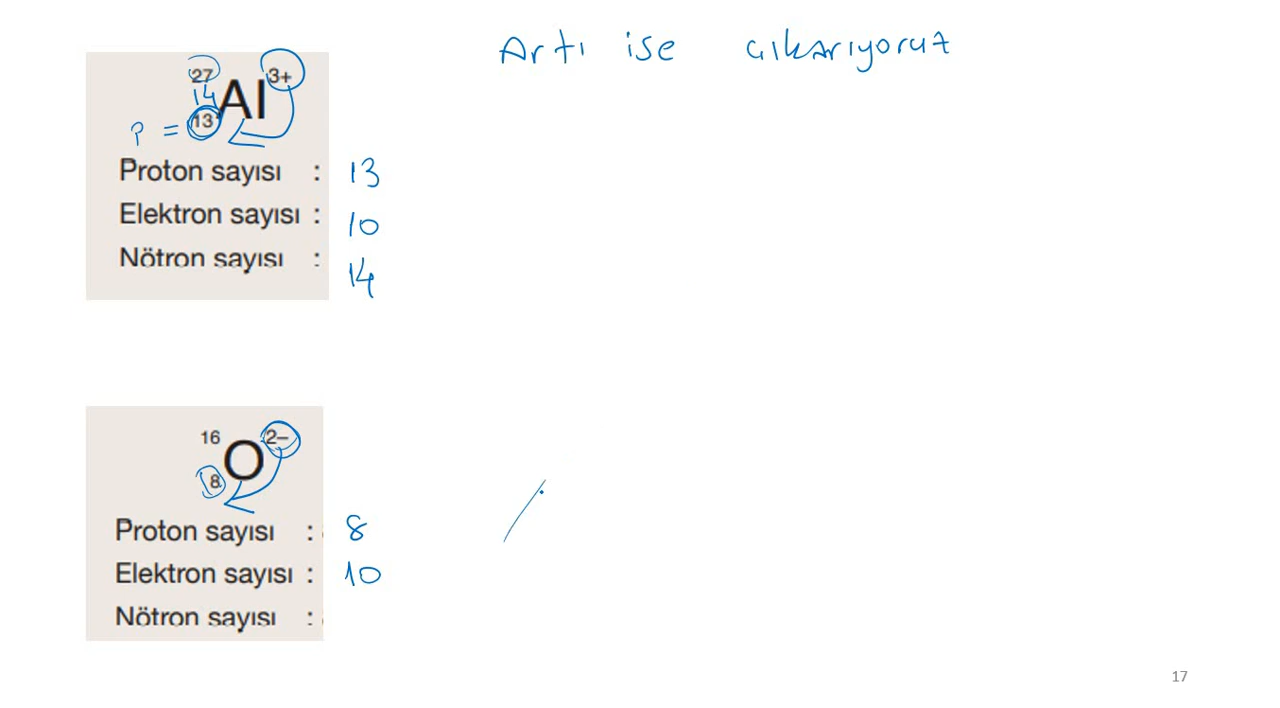 Artı ise çıkarıyoruz
27 3+
14 Al
P = 13
Proton sayısı : 13
Elektron sayısı : 10
Nötron sayısı : 14
16 2–
O
8
Proton sayısı : 8
Elektron sayısı : 10
Nötron sayısı :
17